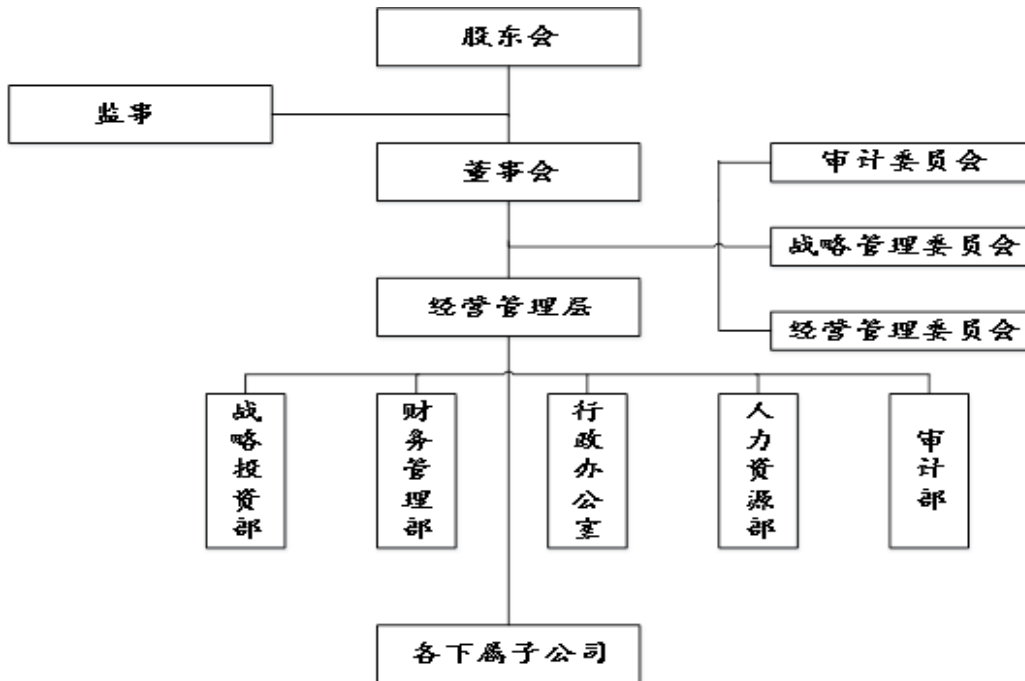 股东会
监事
董事会
审计委员会
战略管理委员会
经营管理层
经营管理委员会
战略投资部
财务管理部
行政办公室
人力资源部
审计部
各下属子公司